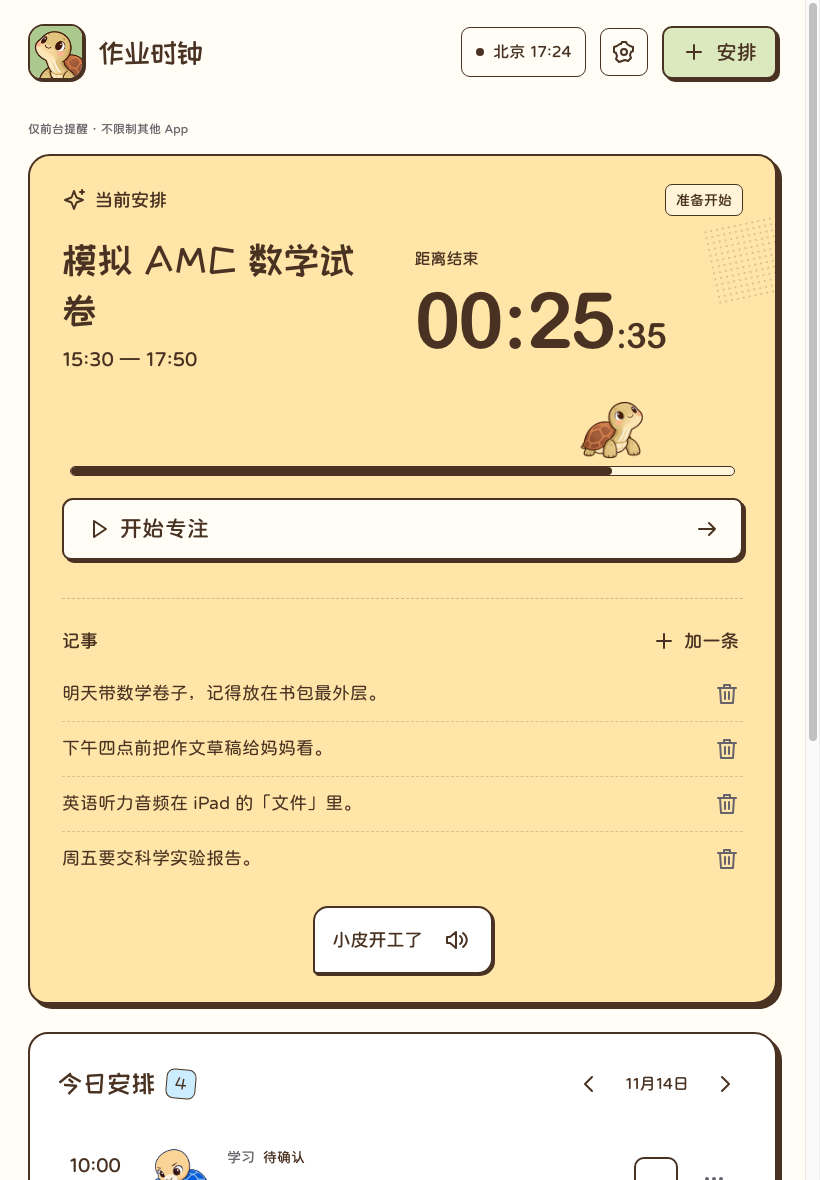 作业时钟
北京 17:24
安排
仅前台提醒 · 不限制其他 App
当前安排
准备开始
模拟 AMC 数学试
卷
15:30 — 17:50
距离结束
00:25:35
开始专注
记事
加一条
明天带数学卷子，记得放在书包最外层。
下午四点前把作文草稿给妈妈看。
英语听力音频在 iPad 的「文件」里。
周五要交科学实验报告。
小皮开工了
今日安排 4
11月14日
10:00
学习 待确认